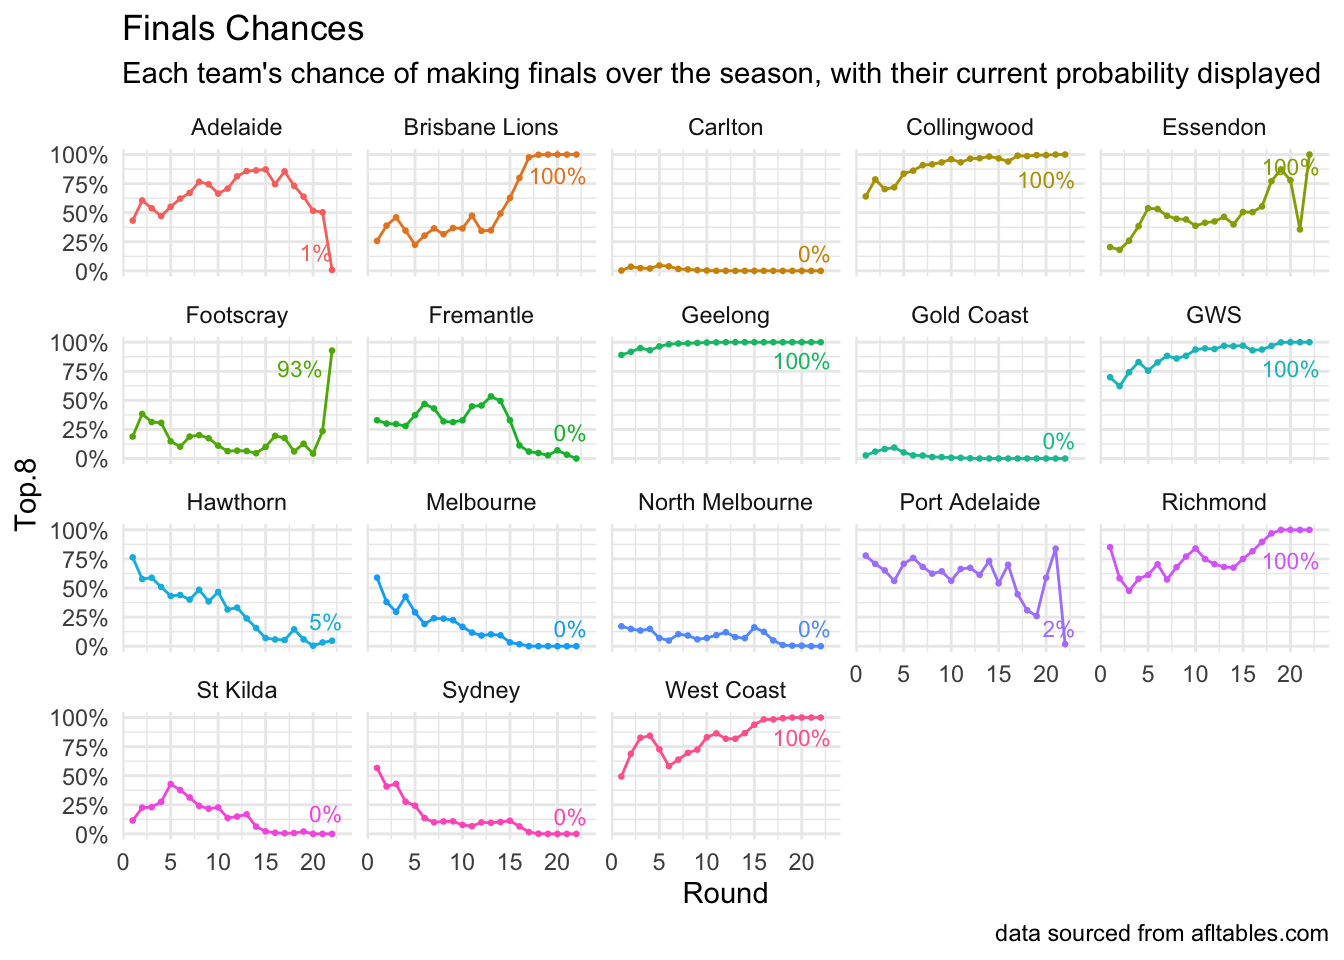 Finals Chances
Each team's chance of making finals over the season, with their current probability displayed
Adelaide Brisbane Lions Carlton Collingwood Essendon
100%
75%
50%
25%
0%
1% 100% 0% 100% 100%
Footscray Fremantle Geelong Gold Coast GWS
100%
75%
50%
25%
0%
93% 0% 100% 0% 100%
Top.8
Hawthorn Melbourne North Melbourne Port Adelaide Richmond
100%
75%
50%
25%
0%
5% 0% 0% 2% 100%
0 5 10 15 20 0 5 10 15 20
St Kilda Sydney West Coast
100%
75%
50%
25%
0%
0% 0% 100%
0 5 10 15 20 0 5 10 15 20 0 5 10 15 20
Round
data sourced from afltables.com